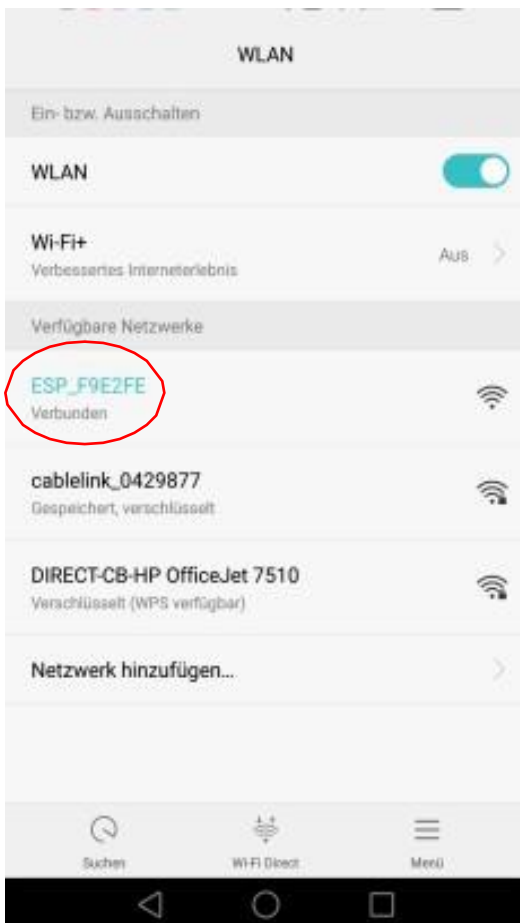 WLAN
Ein- bzw. Ausschalten
WLAN
Wi-Fi+
Verbessertes Interneterlebnis
Aus
Verfügbare Netzwerke
ESP_F9E2FE
Verbunden
cablelink_0429877
Gespeichert, verschlüsselt
DIRECT-CB-HP OfficeJet 7510
Verschlüsselt (WPS verfügbar)
Netzwerk hinzufügen...
Suchen
Wi-Fi Direct
Menü